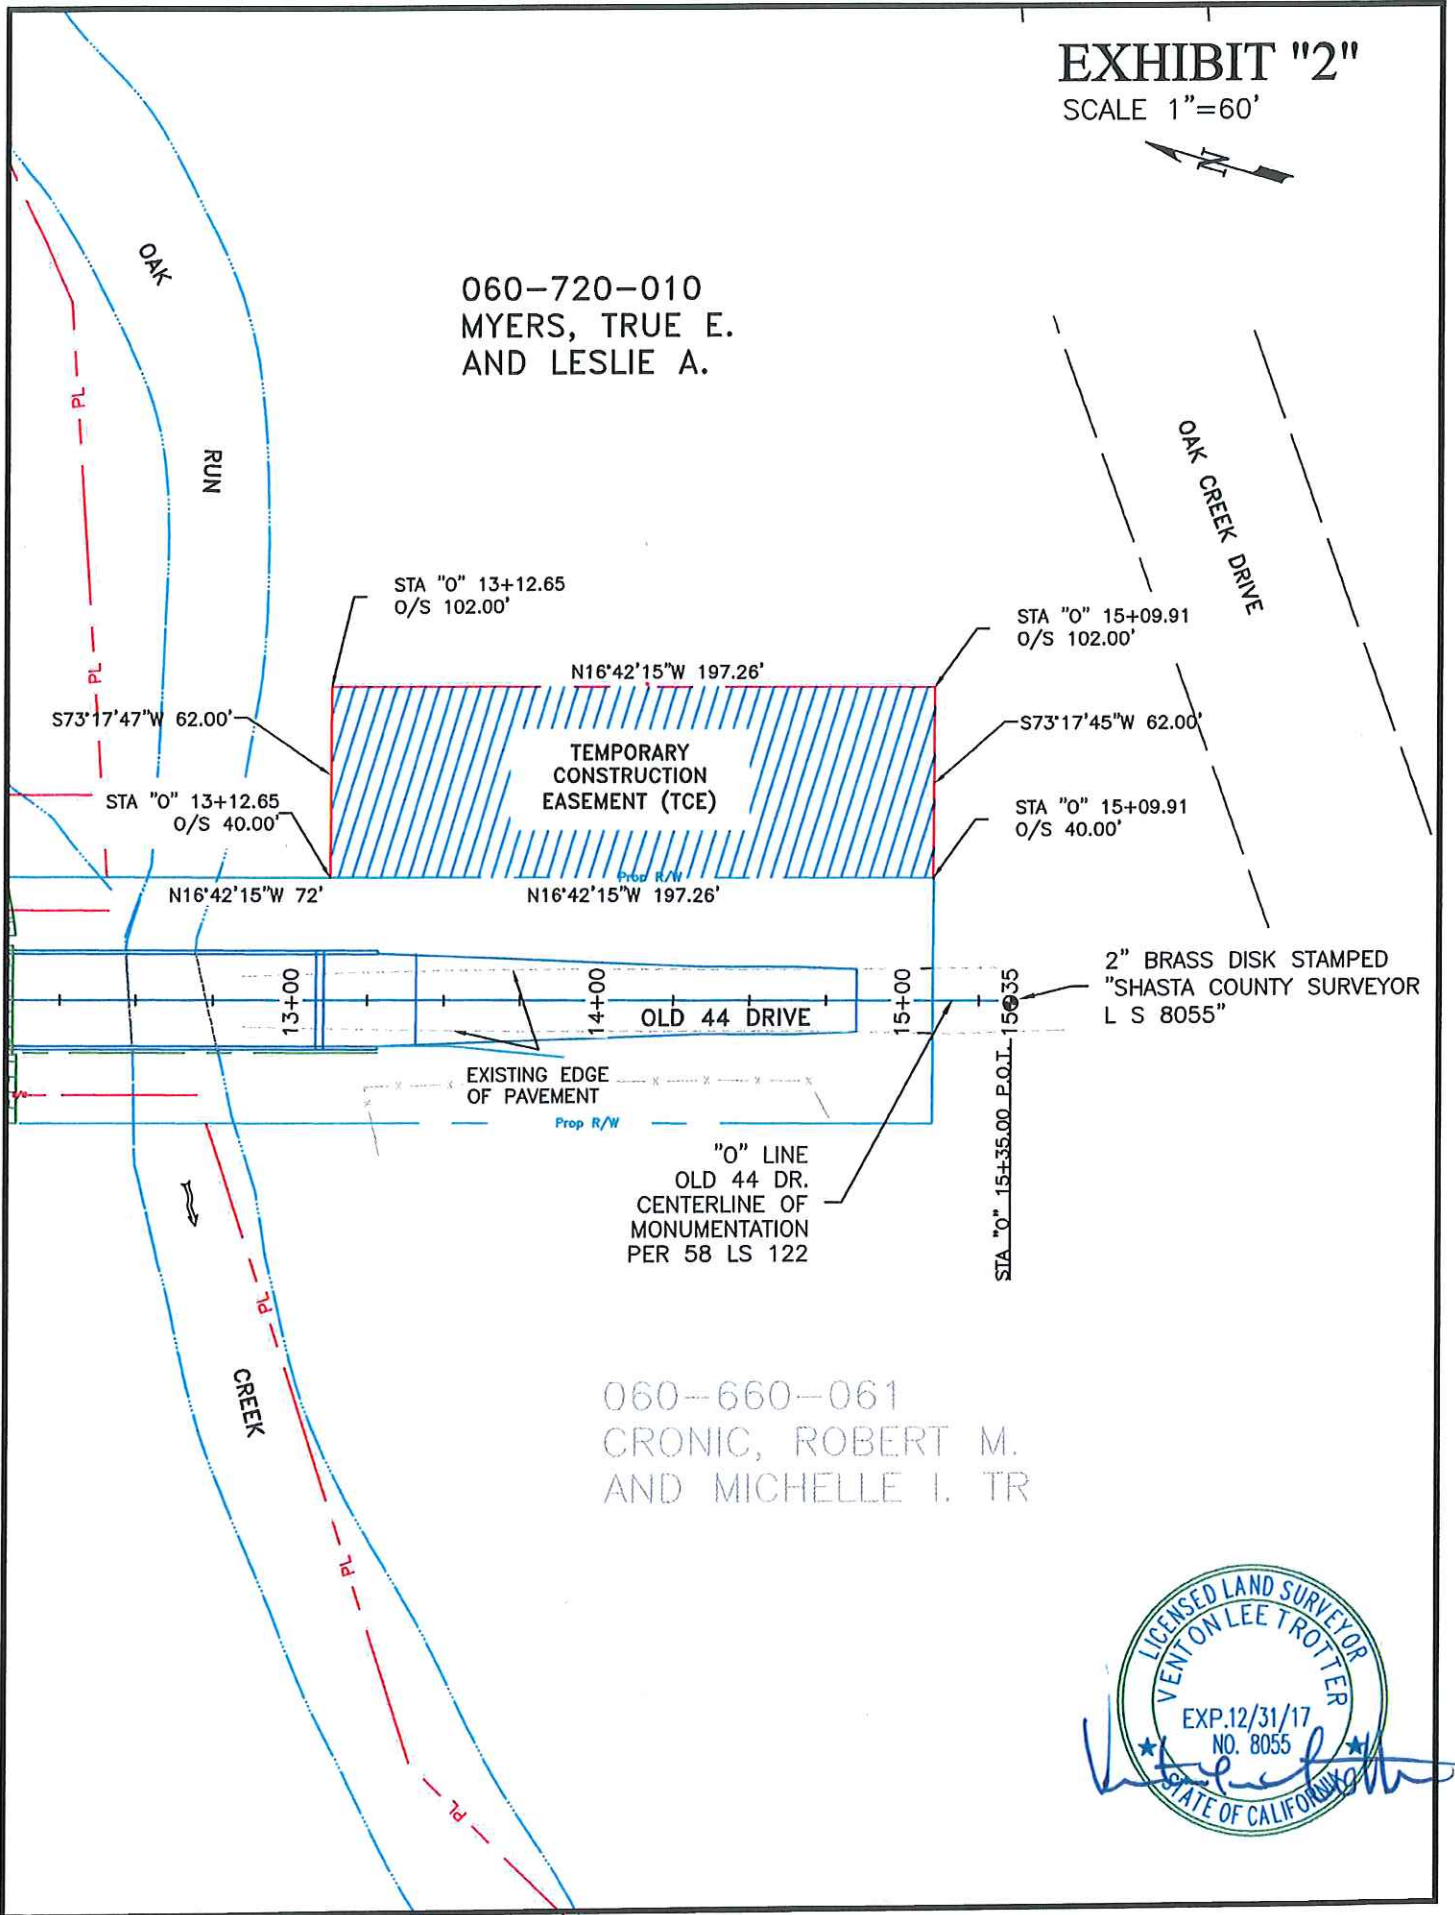 EXHIBIT "2"
SCALE 1"=60'
N
OAK
RUN
060-720-010
MYERS, TRUE E.
AND LESLIE A.
PL
OAK CREEK DRIVE
STA "O" 13+12.65
O/S 102.00'
STA "O" 15+09.91
O/S 102.00'
N16°42'15"W 197.26'
PL
S73°17'47"W 62.00'
S73°17'45"W 62.00'
TEMPORARY
CONSTRUCTION
EASEMENT (TCE)
STA "O" 13+12.65
O/S 40.00'
STA "O" 15+09.91
O/S 40.00'
Prop R/W
N16°42'15"W 72'
N16°42'15"W 197.26'
13+00
14+00
15+00
15+35
OLD 44 DRIVE
2" BRASS DISK STAMPED
"SHASTA COUNTY SURVEYOR
L S 8055"
EXISTING EDGE
OF PAVEMENT
Prop R/W
STA "O" 15+35.00 P.O.T.
"O" LINE
OLD 44 DR.
CENTERLINE OF
MONUMENTATION
PER 58 LS 122
PL
CREEK
060-660-061
CRONIC, ROBERT M.
AND MICHELLE I. TR
PL
PL
LICENSED LAND SURVEYOR
VENTON LEE TROTTER
EXP.12/31/17
NO. 8055
STATE OF CALIFORNIA